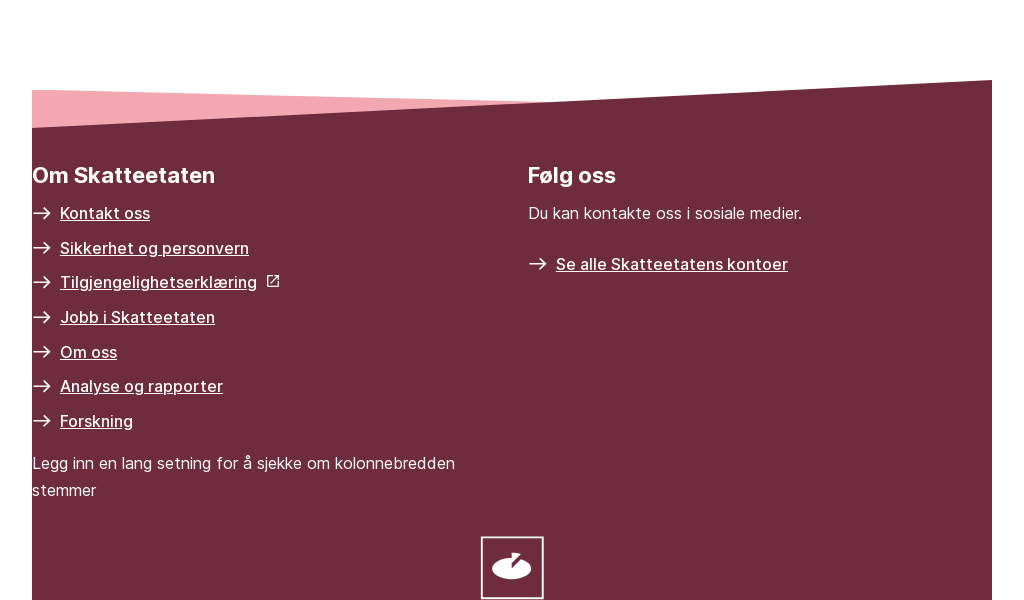 Om Skatteetaten
Kontakt oss
Sikkerhet og personvern
Tilgjengelighetserklæring
Jobb i Skatteetaten
Om oss
Analyse og rapporter
Forskning
Legg inn en lang setning for å sjekke om kolonnebredden
stemmer
Følg oss
Du kan kontakte oss i sosiale medier.
Se alle Skatteetatens kontoer